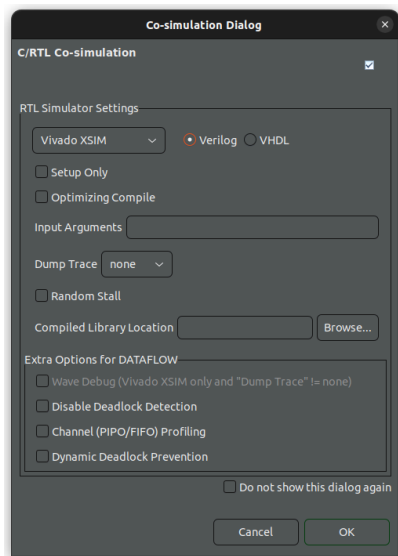 Co-simulation Dialog
C/RTL Co-simulation
RTL Simulator Settings
Vivado XSIM Verilog VHDL
Setup Only
Optimizing Compile
Input Arguments
Dump Trace none
Random Stall
Compiled Library Location Browse...
Extra Options for DATAFLOW
Wave Debug (Vivado XSIM only and "Dump Trace" != none)
Disable Deadlock Detection
Channel (PIPO/FIFO) Profiling
Dynamic Deadlock Prevention
Do not show this dialog again
Cancel OK